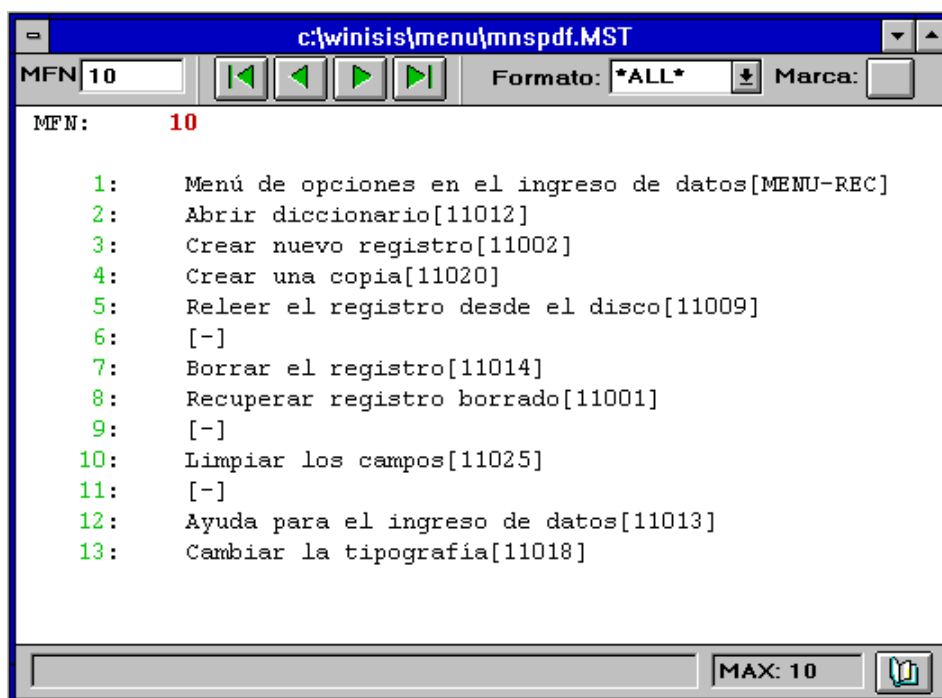 c:\winisis\menu\mnspdf.MST
MFN 10 Formato: *ALL* Marca:
MFN: 10
1: Menú de opciones en el ingreso de datos[MENU-REC]
2: Abrir diccionario[11012]
3: Crear nuevo registro[11002]
4: Crear una copia[11020]
5: Releer el registro desde el disco[11009]
6: [-]
7: Borrar el registro[11014]
8: Recuperar registro borrado[11001]
9: [-]
10: Limpiar los campos[11025]
11: [-]
12: Ayuda para el ingreso de datos[11013]
13: Cambiar la tipografía[11018]
MAX: 10